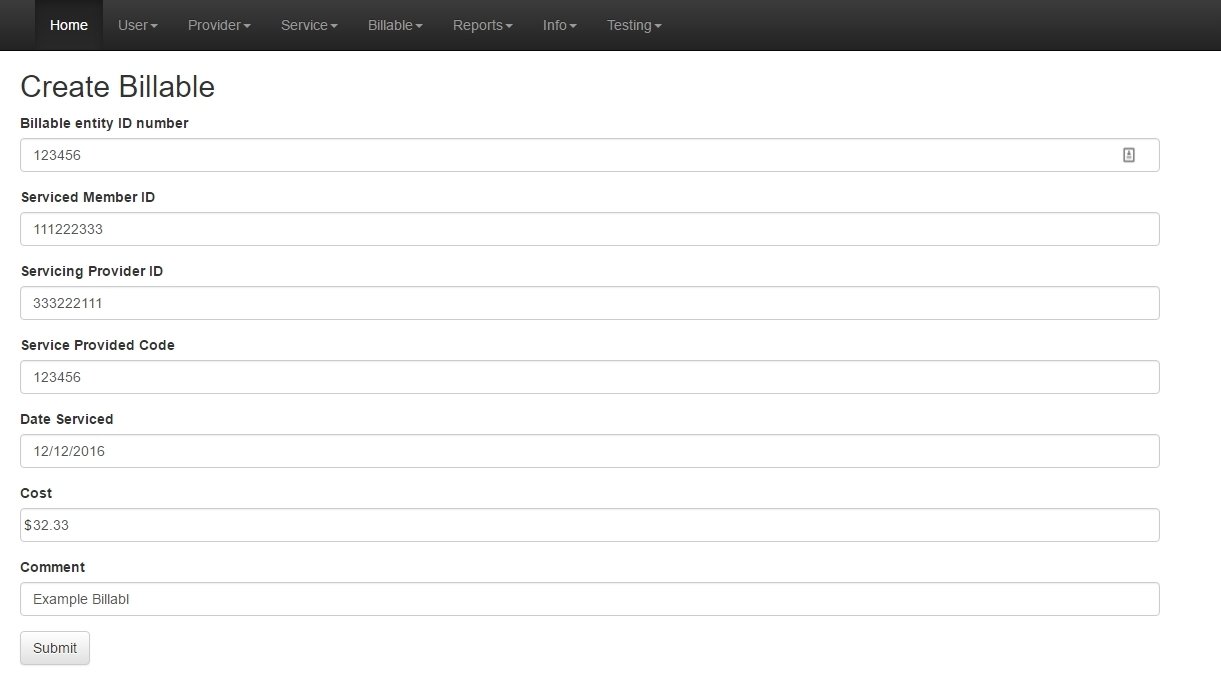 Home User Provider Service Billable Reports Info Testing
Create Billable
Billable entity ID number
123456
Serviced Member ID
111222333
Servicing Provider ID
333222111
Service Provided Code
123456
Date Serviced
12/12/2016
Cost
$32.33
Comment
Example Billabl
Submit